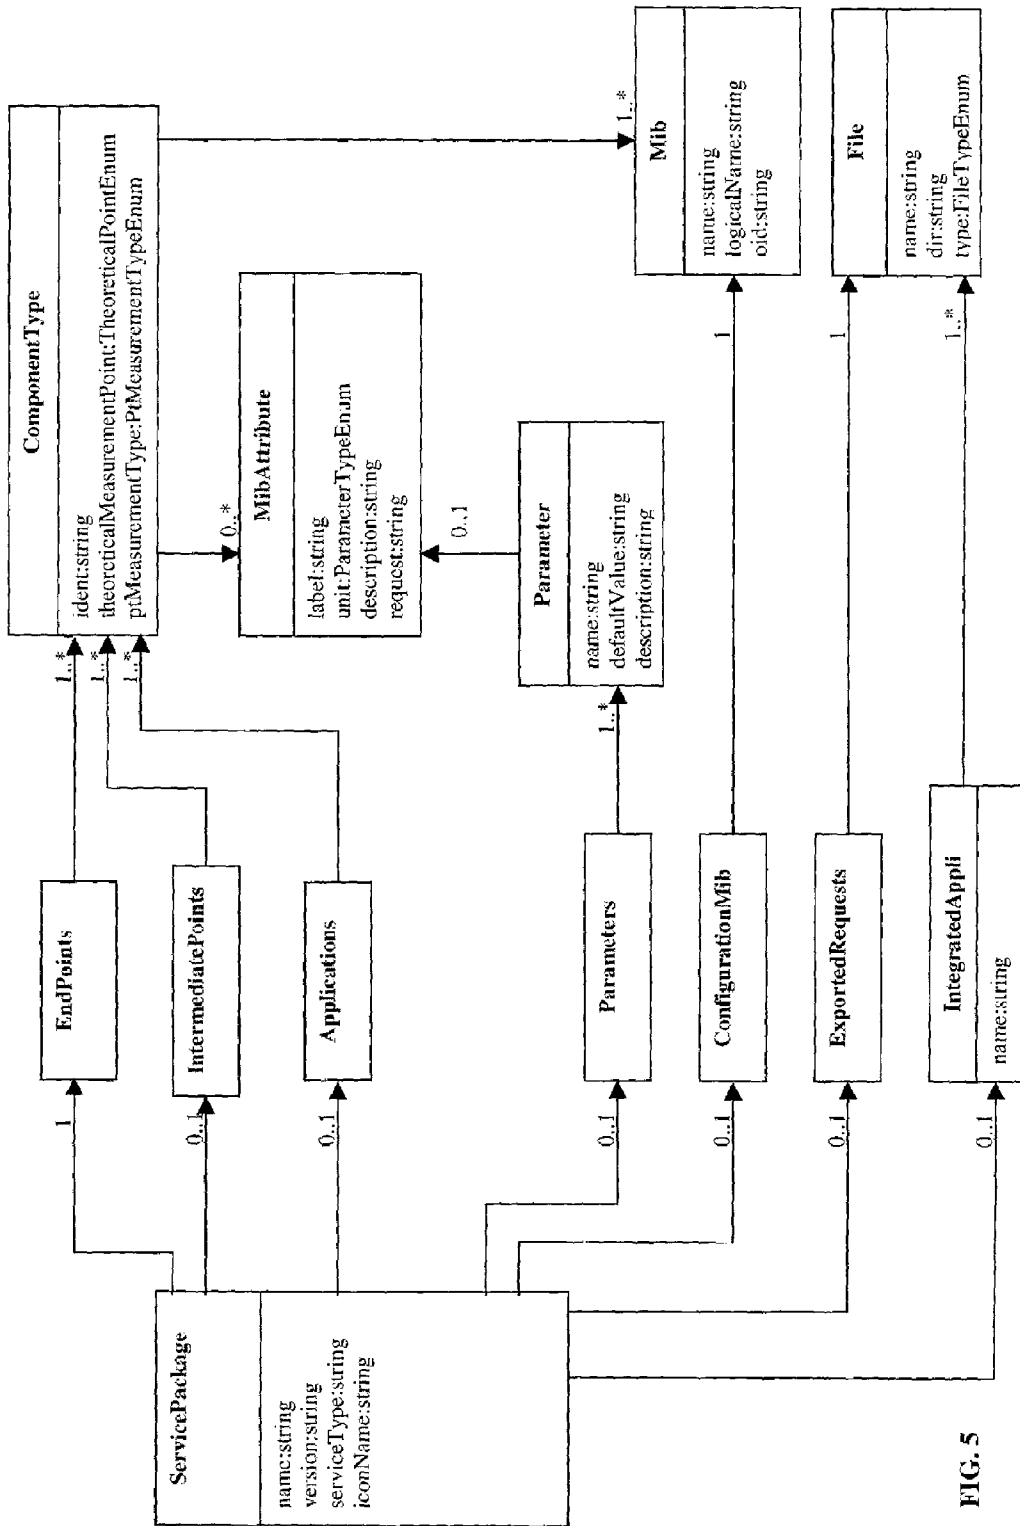 ServicePackage
name:string
version:string
serviceType:string
iconName:string
1
0..1
0..1
0..1
0..1
0..1
0..1
EndPoints
IntermediatePoints
Applications
Parameters
ConfigurationMib
ExportedRequests
IntegratedAppli
name:string
1..*
1..*
1..*
1..*
1
1
1..*
ComponentType
ident:string
theoreticalMeasurementPoint:TheoreticalPointEnum
ptMeasurementType:PtMeasurementTypeEnum
0..*
MibAttribute
label:string
unit:ParameterTypeEnum
description:string
request:string
0..1
Parameter
name:string
defaultValue:string
description:string
1..*
Mib
name:string
logicalName:string
oid:string
File
name:string
dir:string
type:FileTypeEnum
FIG. 5